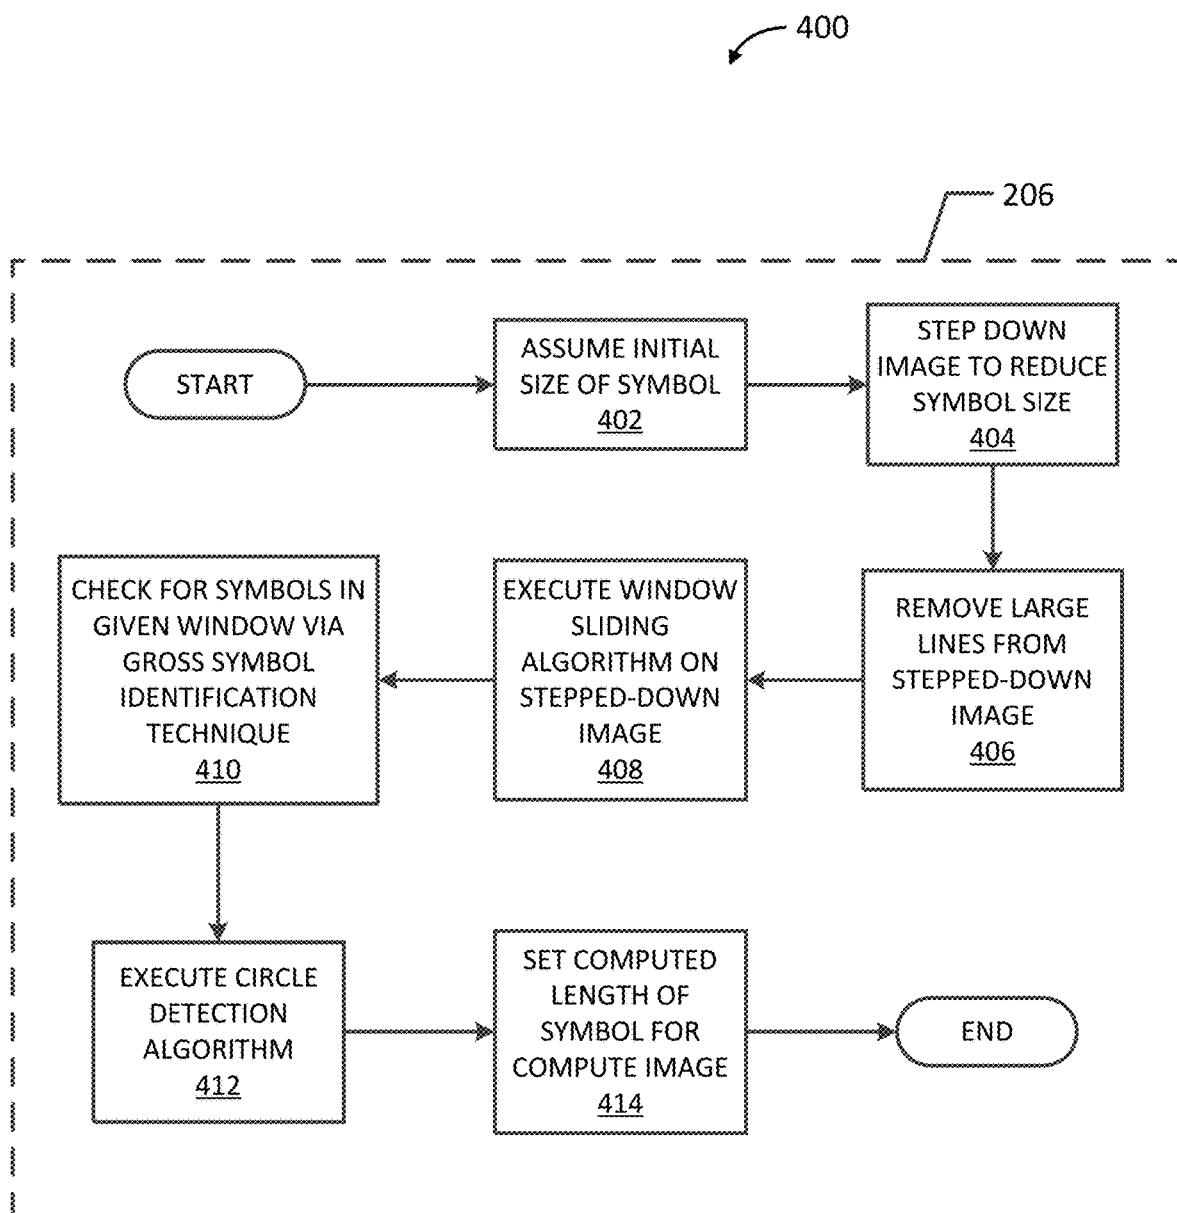 400
206
START
ASSUME INITIAL
SIZE OF SYMBOL
402
STEP DOWN
IMAGE TO REDUCE
SYMBOL SIZE
404
REMOVE LARGE
LINES FROM
STEPPED-DOWN
IMAGE
406
EXECUTE WINDOW
SLIDING
ALGORITHM ON
STEPPED-DOWN
IMAGE
408
CHECK FOR SYMBOLS IN
GIVEN WINDOW VIA
GROSS SYMBOL
IDENTIFICATION
TECHNIQUE
410
EXECUTE CIRCLE
DETECTION
ALGORITHM
412
SET COMPUTED
LENGTH OF
SYMBOL FOR
COMPUTE IMAGE
414
END